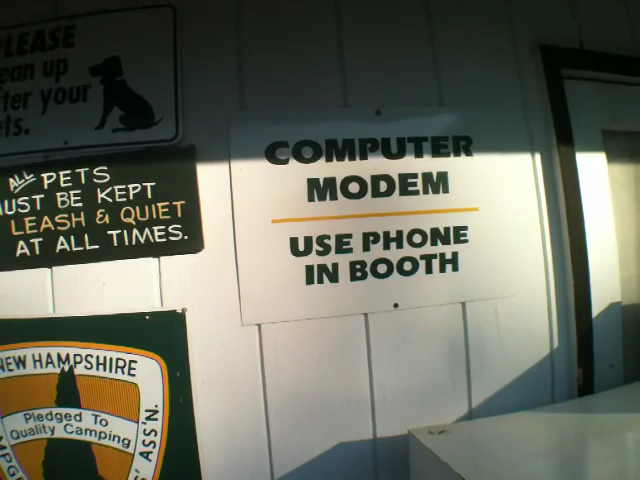 LEASE
ean up
fter your
ets.
ALL PETS
MUST BE KEPT
LEASH & QUIET
AT ALL TIMES.
COMPUTER
MODEM
USE PHONE
IN BOOTH
NEW HAMPSHIRE
Pledged To
Quality Camping
ASS'N.